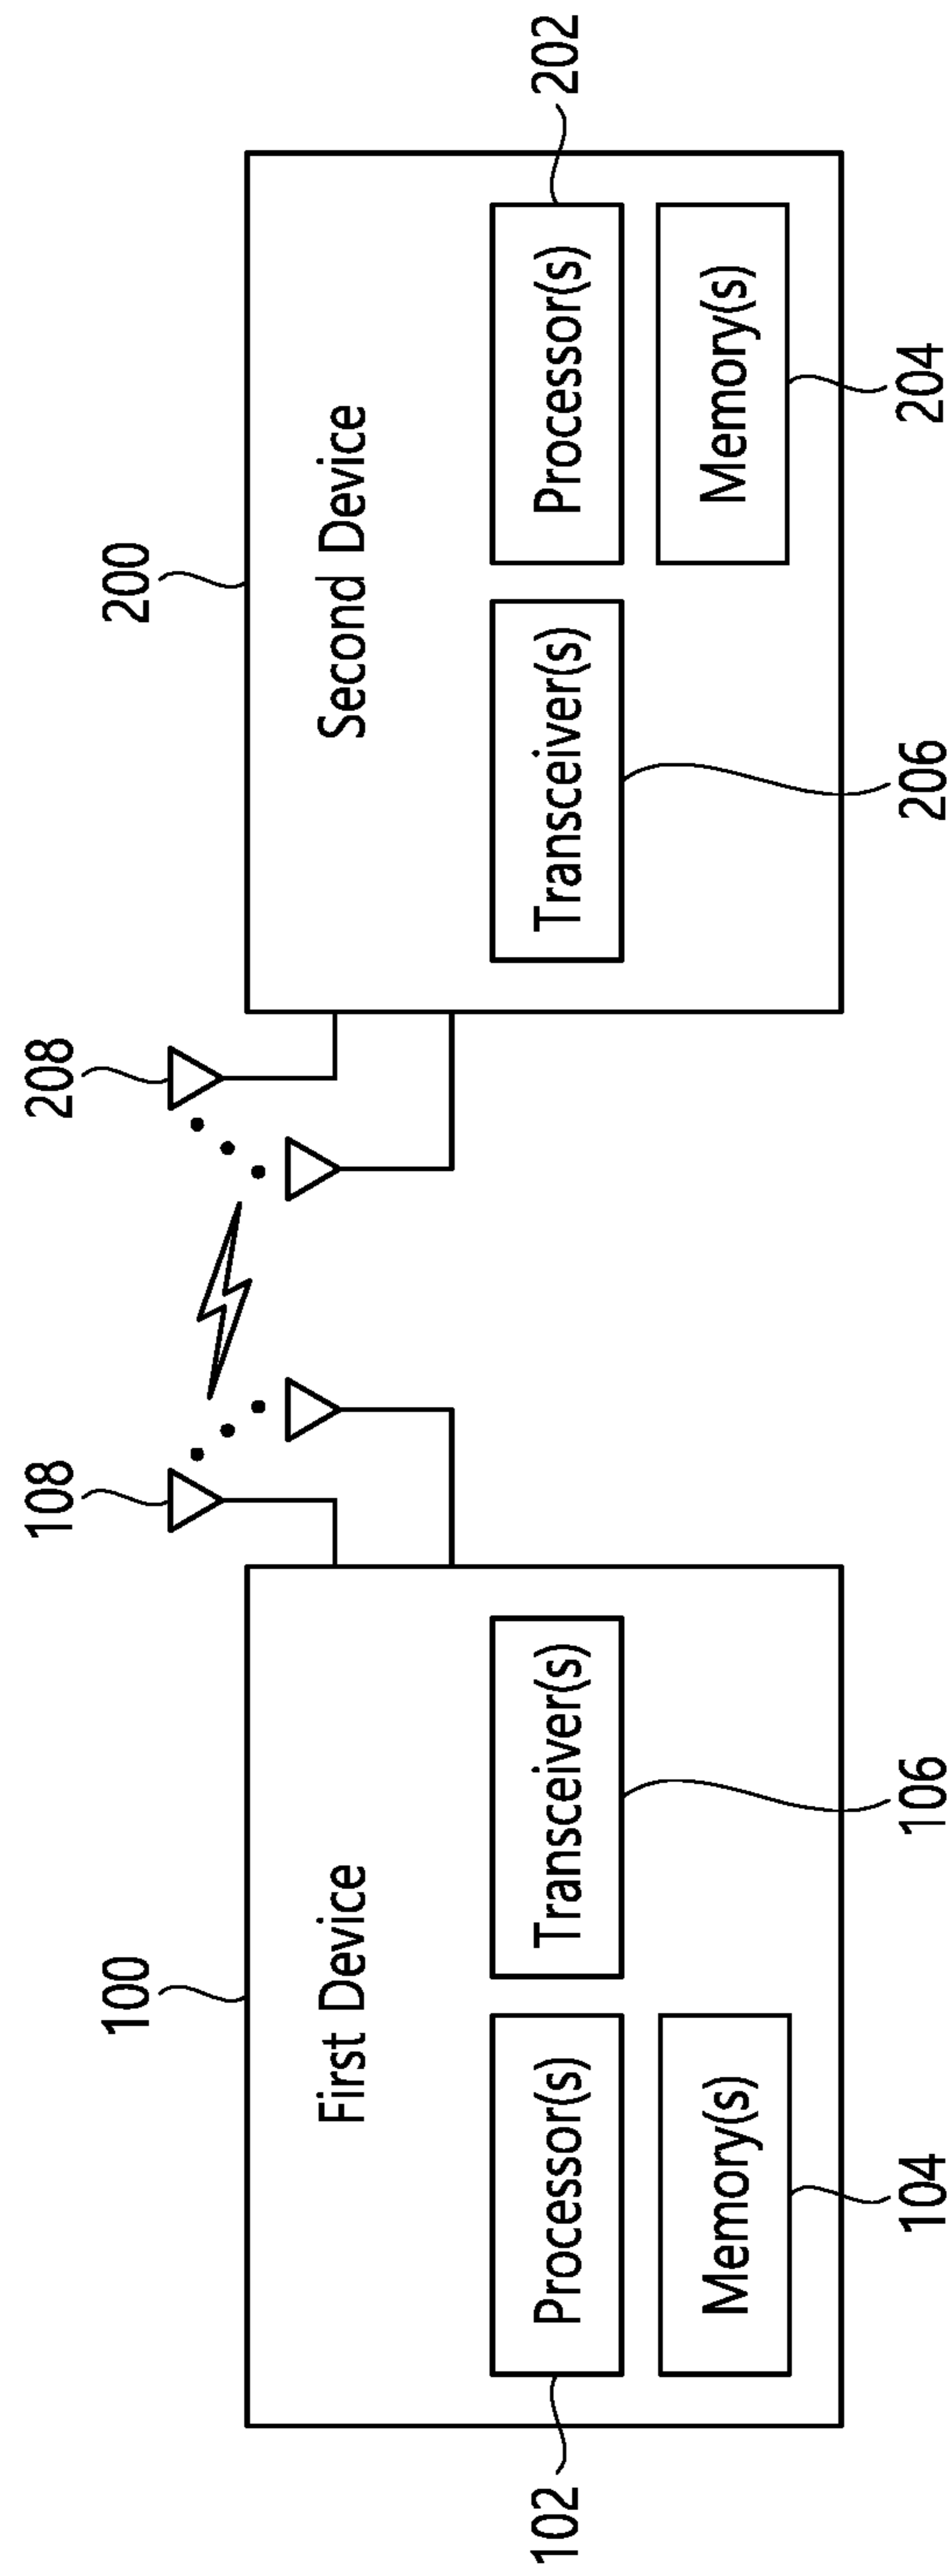 100
200
108
208
First Device
Second Device
102
Processor(s)
Transceiver(s)
Transceiver(s)
Processor(s)
202
Memory(s)
Memory(s)
104
106
206
204